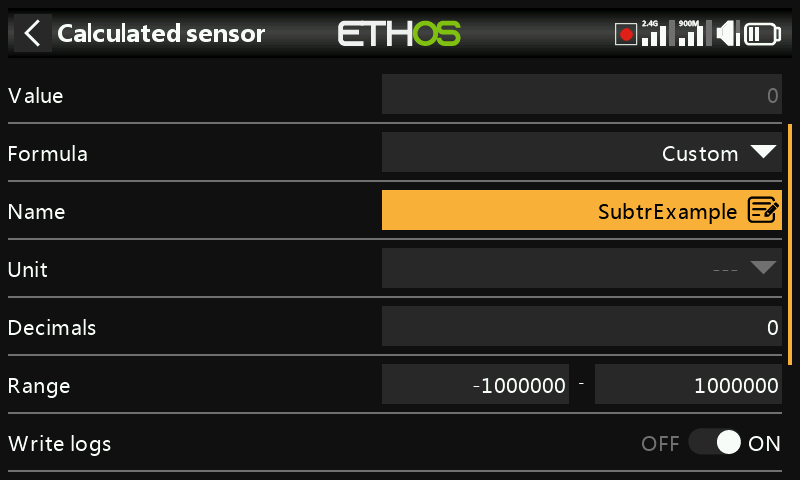 Calculated sensor ETHOS 2.4G 900M
Value 0
Formula Custom
Name SubtrExample
Unit ---
Decimals 0
Range -1000000 - 1000000
Write logs OFF ON